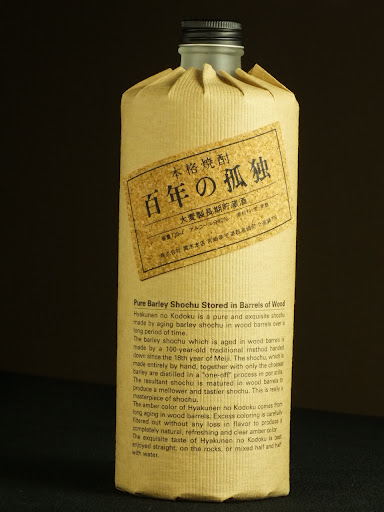 本格焼酎
百年の孤独
大麦製長期貯蔵酒
Pure Barley Shochu Stored in Barrels of Wood
Hyakunen no Kodoku is a pure and exquisite shochu
made by aging barley shochu in wood barrels over a
long period of time.
The barley shochu which is aged in wood barrels is
made by a 100-year-old traditional method handed
down since the 18th year of Meiji. The shochu, which is
made entirely by hand, together with only the choicest
barley are distilled in a "one-off" process in pot stills.
The resultant shochu is matured in wood barrels to
produce a mellower and tastier shochu. This is really a
masterpiece of shochu.
The amber color of Hyakunen no Kodoku comes from
long aging in wood barrels. Excess coloring is carefully
filtered out without any loss in flavor to produce a
completely natural, refreshing and clear amber color.
The exquisite taste of Hyakunen no Kodoku is best
enjoyed straight, on the rocks, or mixed half and half
with water.